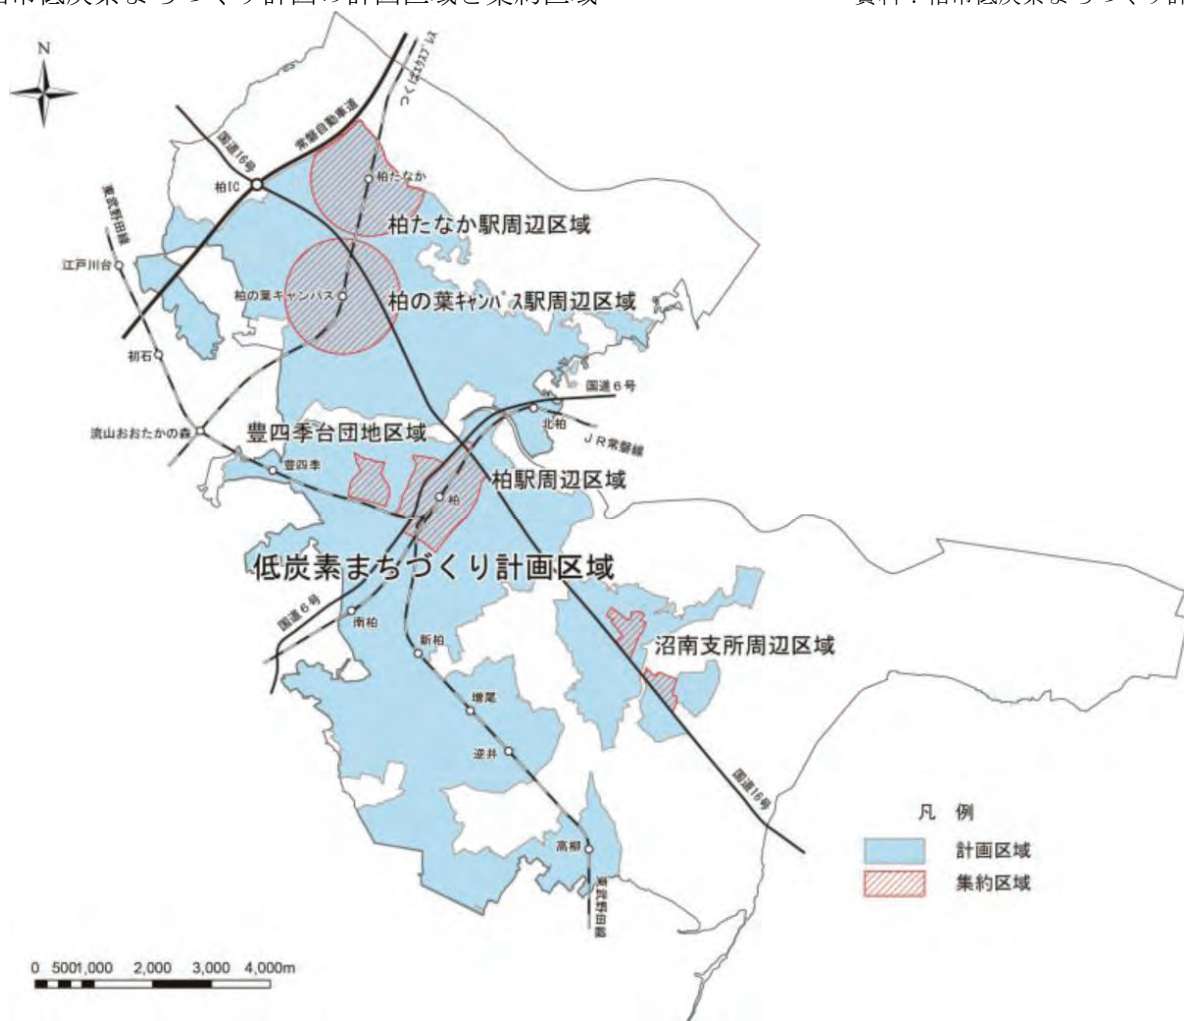 柏市低炭素まちづくり計画の計画区域と集約区域
資料：柏市低炭素まちづくり計
N
つくばエクスプレス
常磐自動車道
国道16号
柏IC
柏たなか
東武野田線
柏たなか駅周辺区域
江戸川台
柏の葉キャンパス
柏の葉ｷｬﾝﾊﾟｽ駅周辺区域
初石
国道６号
北柏
ＪＲ常磐線
流山おおたかの森
豊四季台団地区域
豊四季
柏駅周辺区域
柏
低炭素まちづくり計画区域
国道６号
南柏
新柏
沼南支所周辺区域
増尾
逆井
国道16号
高柳
東武野田線
凡 例
計画区域
集約区域
0 500 1,000 2,000 3,000 4,000m